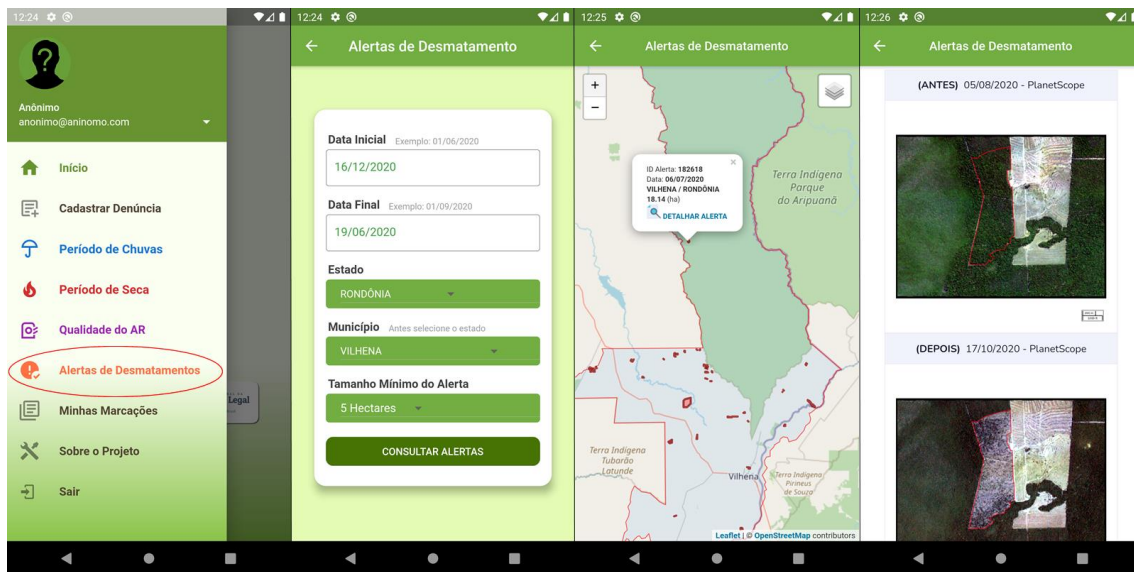 12:24
Anônimo
anonimo@aninomo.com
Início
Cadastrar Denúncia
Período de Chuvas
Período de Seca
Qualidade do AR
Alertas de Desmatamentos
Minhas Marcações
Sobre o Projeto
Sair
Legal
12:24
Alertas de Desmatamento
Data Inicial Exemplo: 01/06/2020
16/12/2020
Data Final Exemplo: 01/09/2020
19/06/2020
Estado
RONDÔNIA
Município Antes selecione o estado
VILHENA
Tamanho Mínimo do Alerta
5 Hectares
CONSULTAR ALERTAS
12:25
Alertas de Desmatamento
+
−
ID Alerta: 182618
Data: 06/07/2020
VILHENA / RONDÔNIA
18.14 (ha)
DETALHAR ALERTA
×
Terra Indígena
Parque
do Aripuanã
Terra Indígena
Tubarão
Latunde
Vilhena
Terra Indígena
Pirineus
de Souza
Leaflet | © OpenStreetMap contributors
12:26
Alertas de Desmatamento
(ANTES) 05/08/2020 - PlanetScope
(DEPOIS) 17/10/2020 - PlanetScope